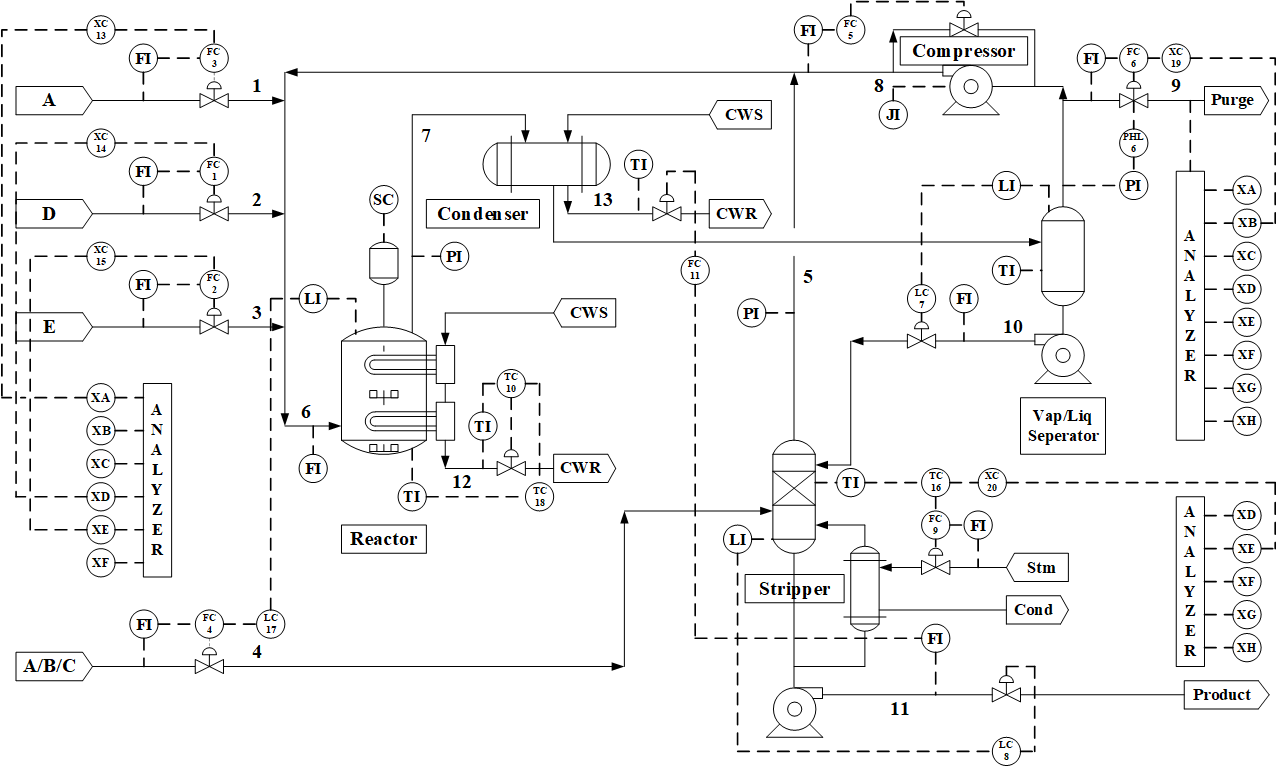 XC 13
FI
FC 3
A
1
XC 14
FI
FC 1
D
2
XC 15
FI
FC 2
E
3
LI
6
FI
XA
XB
XC
XD
XE
XF
ANALYZER
FI
FC 4
LC 17
A/B/C
4
7
SC
PI
CWS
Condenser
13
TI
CWR
FC 11
CWS
TC 10
TI
12
CWR
TI
TC 18
Reactor
FI
FC 5
Compressor
8
JI
FI
FC 6
XC 19
9
Purge
PHL 6
PI
LI
TI
LC 7
FI
10
Vap/Liq
Seperator
5
PI
ANALYZER
XA
XB
XC
XD
XE
XF
XG
XH
TI
TC 16
XC 20
FC 9
FI
Stm
LI
Stripper
Cond
FI
11
Product
LC 8
ANALYZER
XD
XE
XF
XG
XH